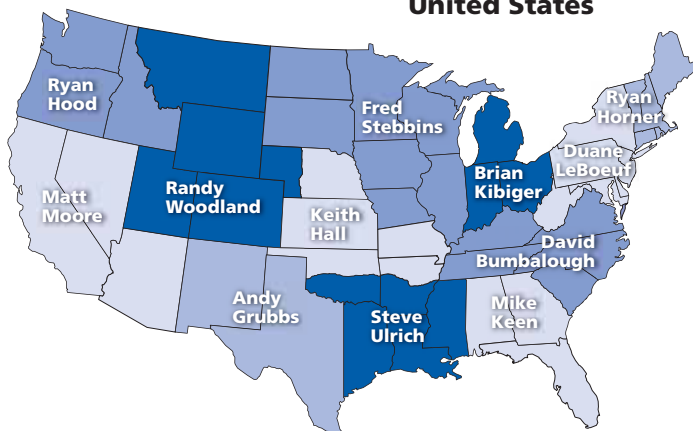 United States
Ryan
Hood
Fred
Stebbins
Ryan
Horner
Duane
LeBoeuf
Brian
Kibiger
Randy
Woodland
Matt
Moore
Keith
Hall
David
Bumbalough
Andy
Grubbs
Steve
Ulrich
Mike
Keen